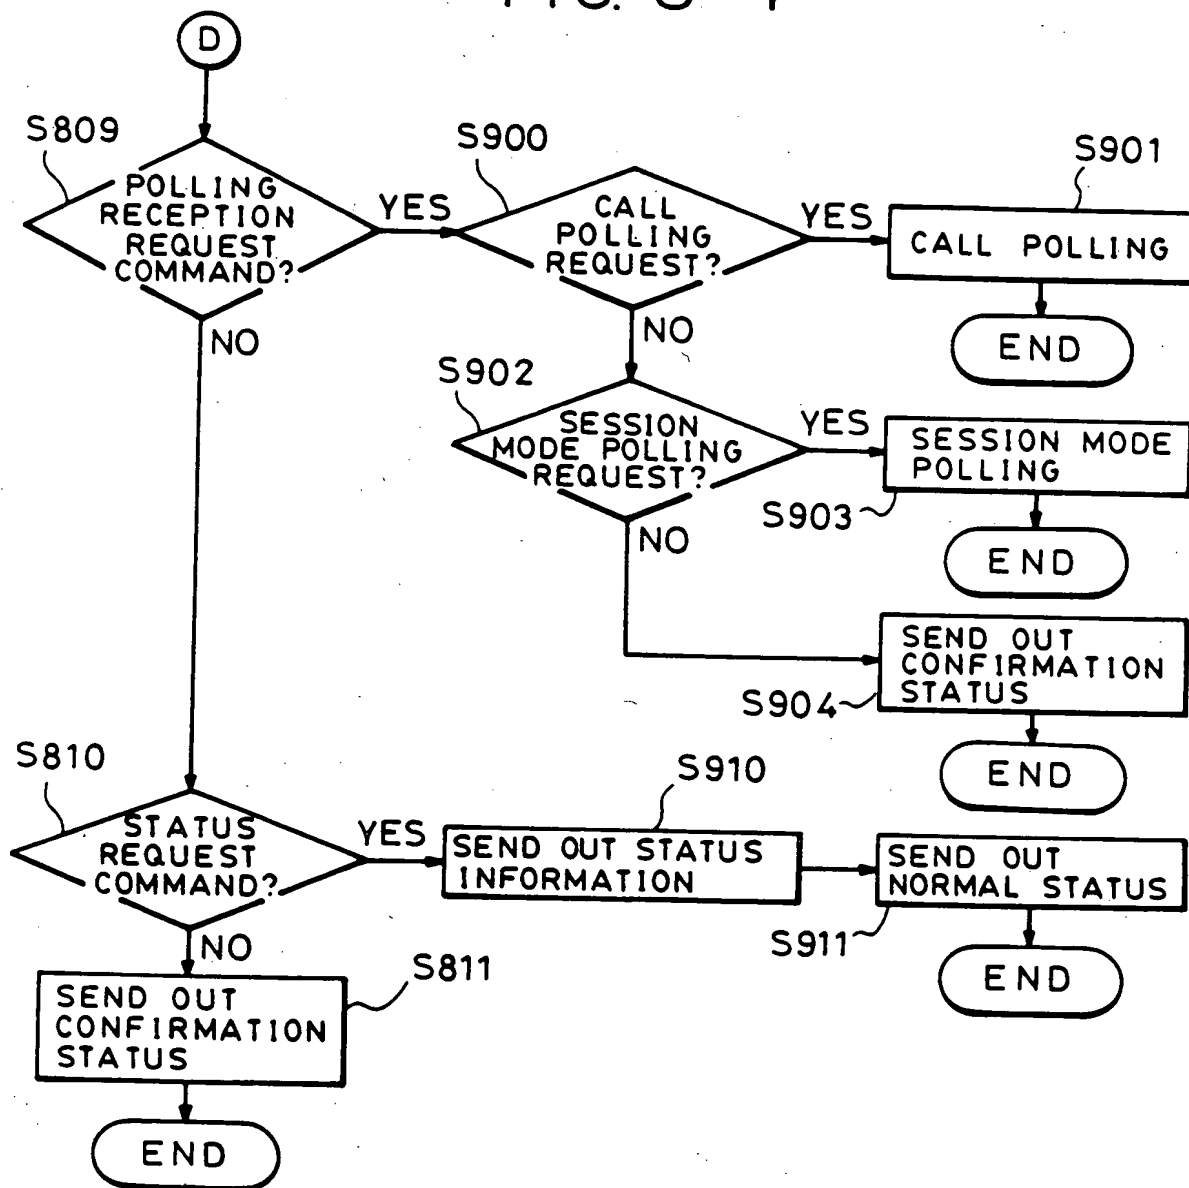 D
S809
POLLING
RECEPTION
REQUEST
COMMAND?
YES
NO
S900
CALL
POLLING
REQUEST?
YES
NO
S901
CALL POLLING
END
S902
SESSION
MODE POLLING
REQUEST?
YES
NO
SESSION MODE
POLLING
S903
END
SEND OUT
CONFIRMATION
STATUS
S904
END
S810
STATUS
REQUEST
COMMAND?
YES
NO
S910
SEND OUT STATUS
INFORMATION
SEND OUT
NORMAL STATUS
S911
END
S811
SEND OUT
CONFIRMATION
STATUS
END